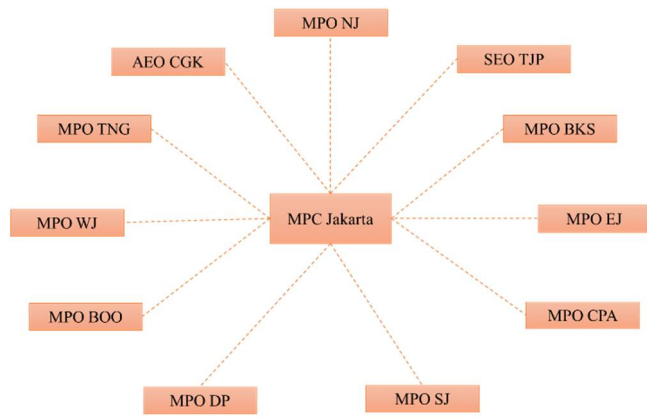 MPO NJ
AEO CGK
SEO TJP
MPO TNG
MPO BKS
MPO WJ
MPC Jakarta
MPO EJ
MPO BOO
MPO CPA
MPO DP
MPO SJ